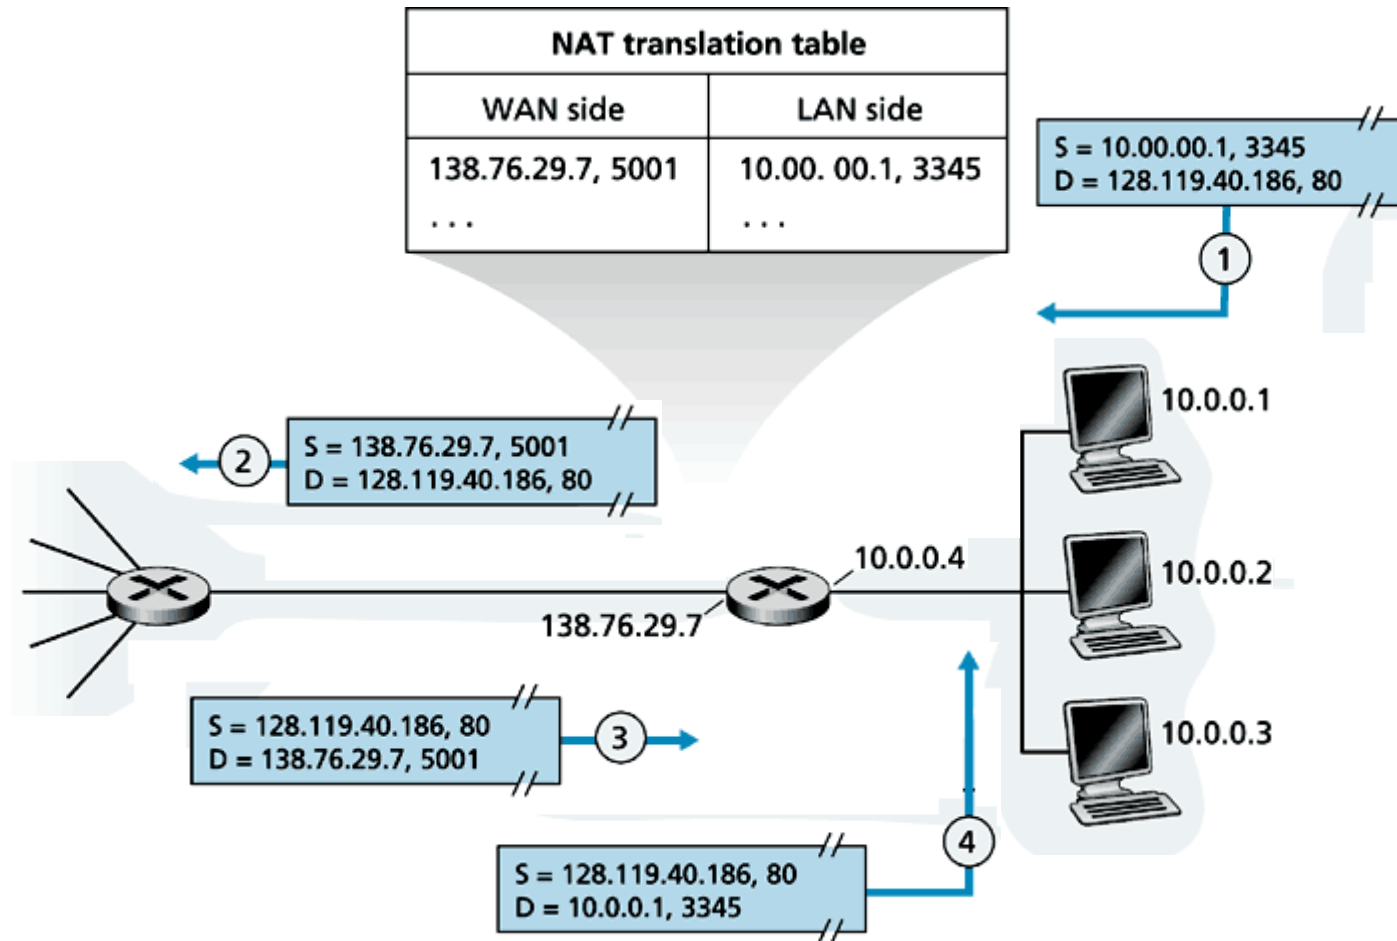 NAT translation table
WAN side
LAN side
138.76.29.7, 5001
10.00. 00.1, 3345
. . .
. . .
S = 10.00.00.1, 3345
D = 128.119.40.186, 80
1
10.0.0.1
2
S = 138.76.29.7, 5001
D = 128.119.40.186, 80
10.0.0.4
10.0.0.2
138.76.29.7
S = 128.119.40.186, 80
D = 138.76.29.7, 5001
3
10.0.0.3
4
S = 128.119.40.186, 80
D = 10.0.0.1, 3345